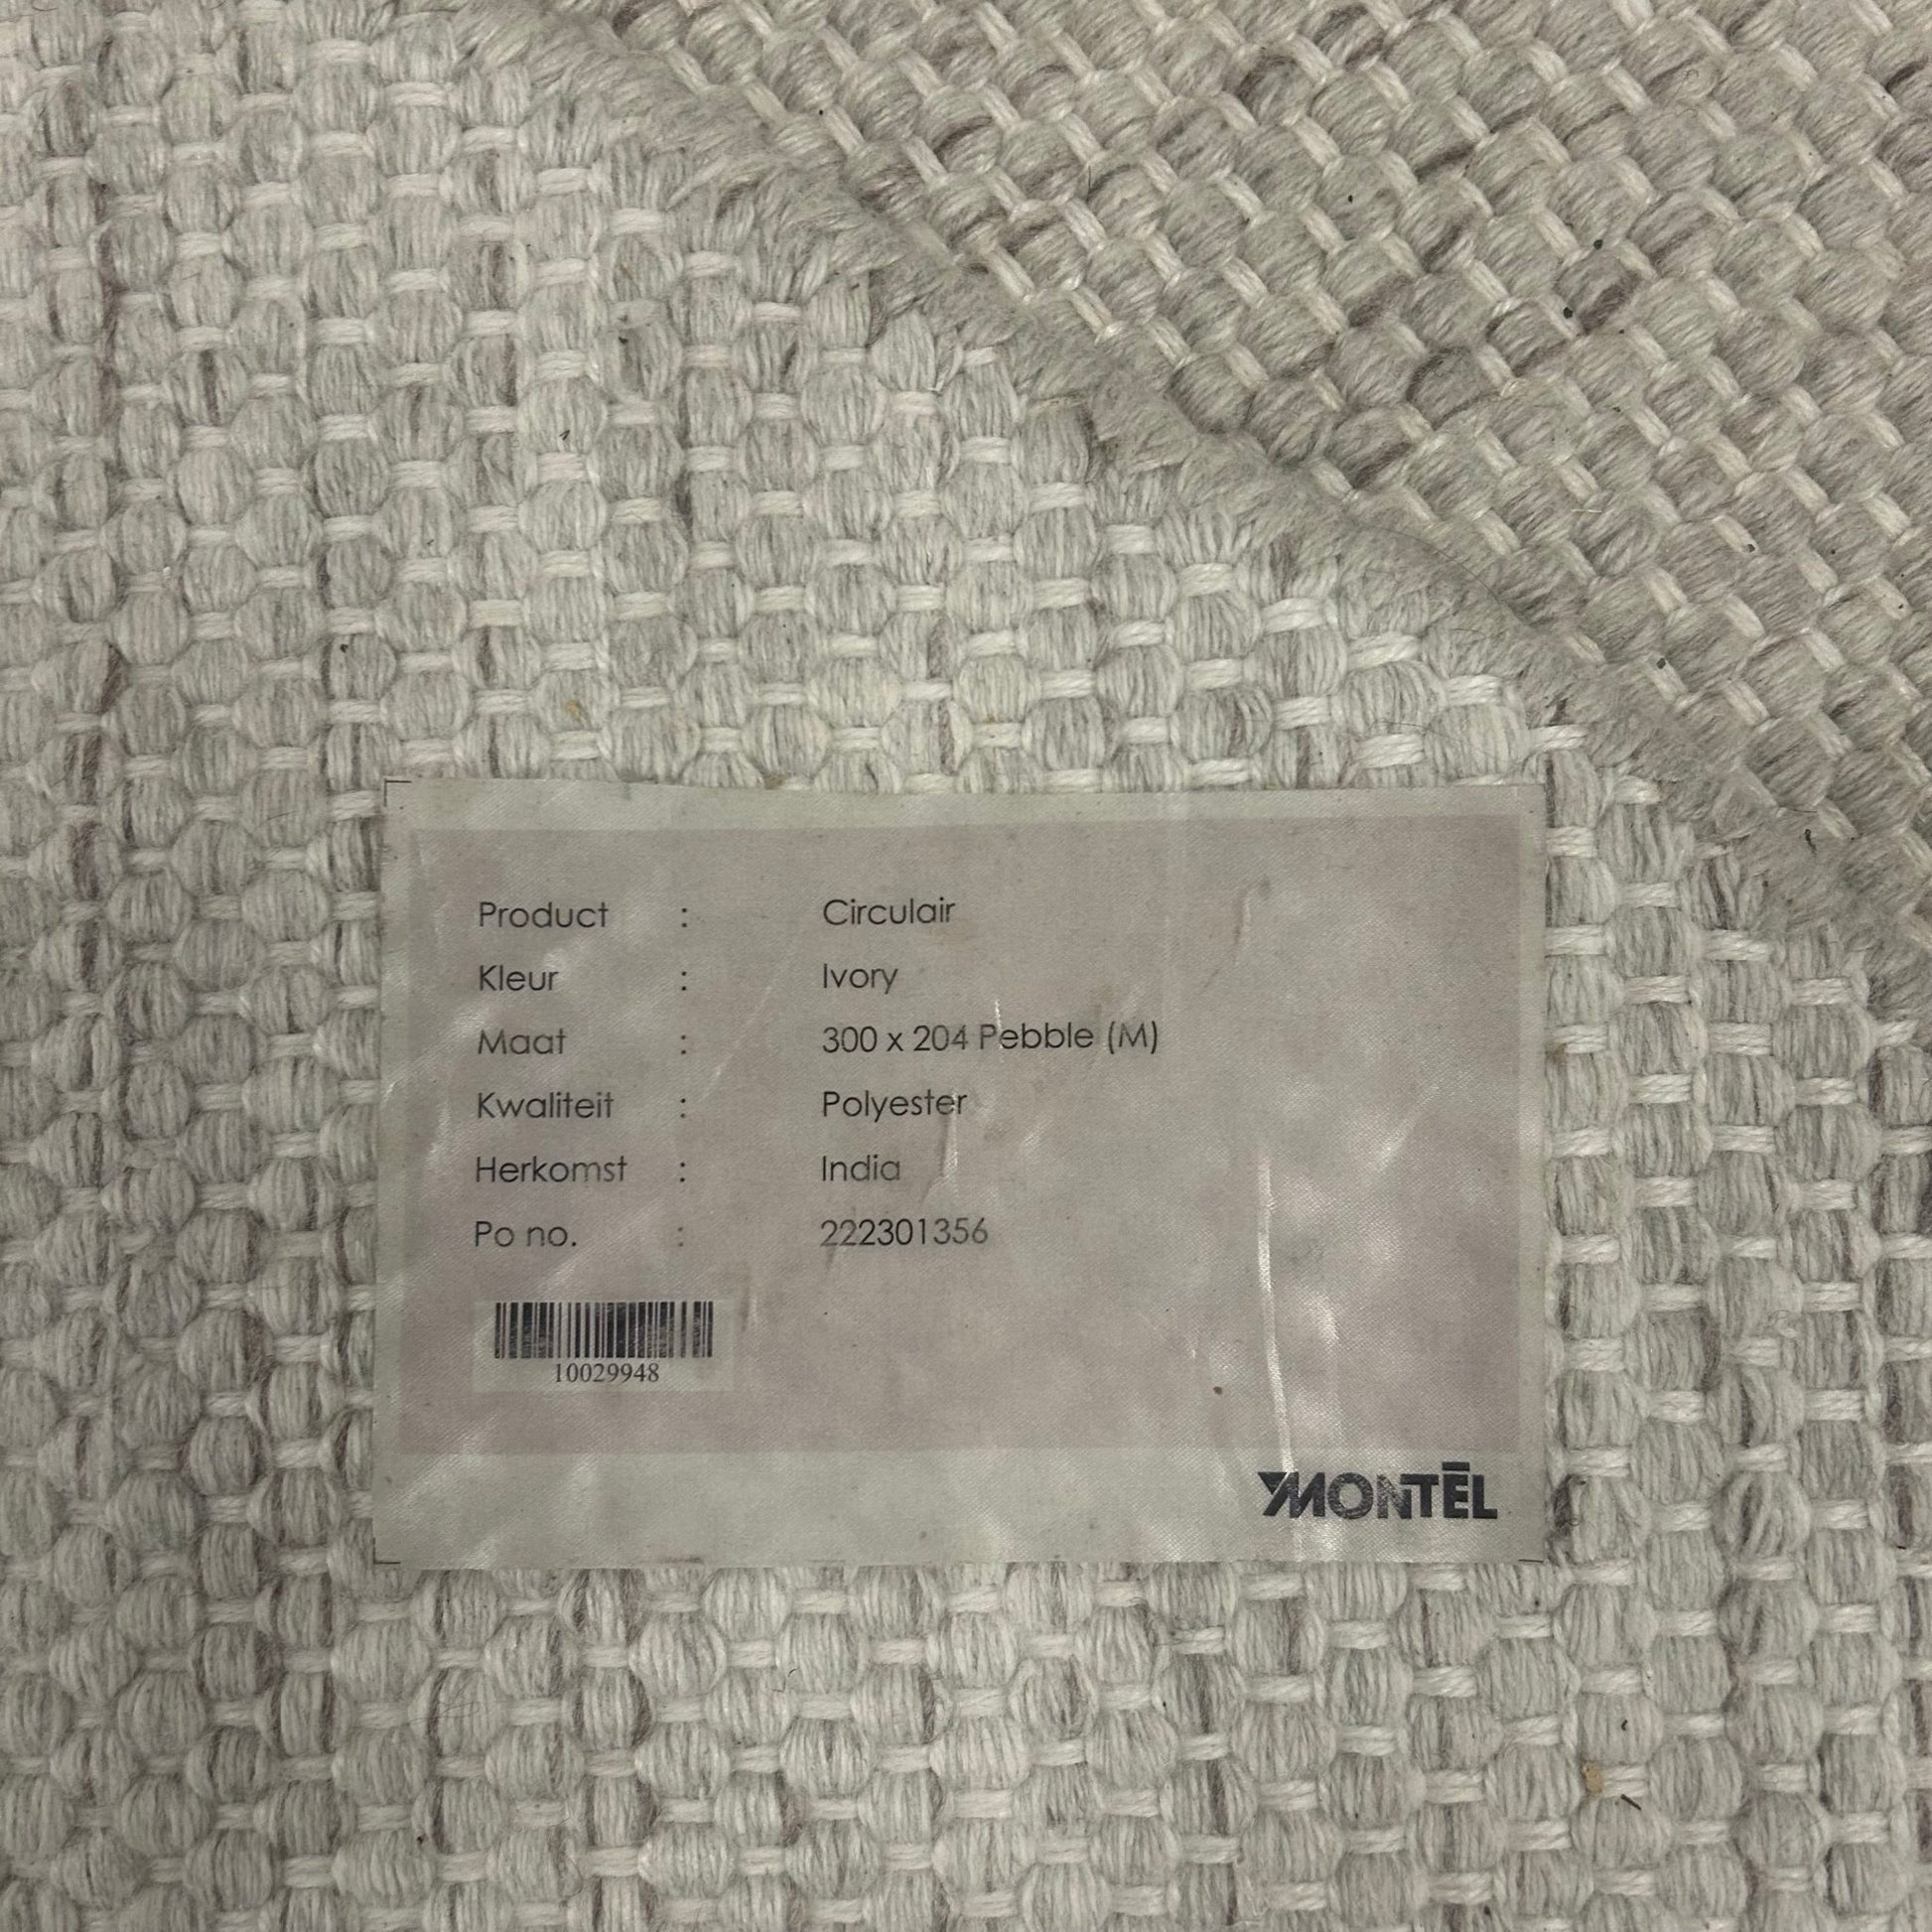 Product : Circulair
Kleur : Ivory
Maat : 300 x 204 Pebble (M)
Kwaliteit : Polyester
Herkomst : India
Po no. : 222301356
10029948
MONTĒL